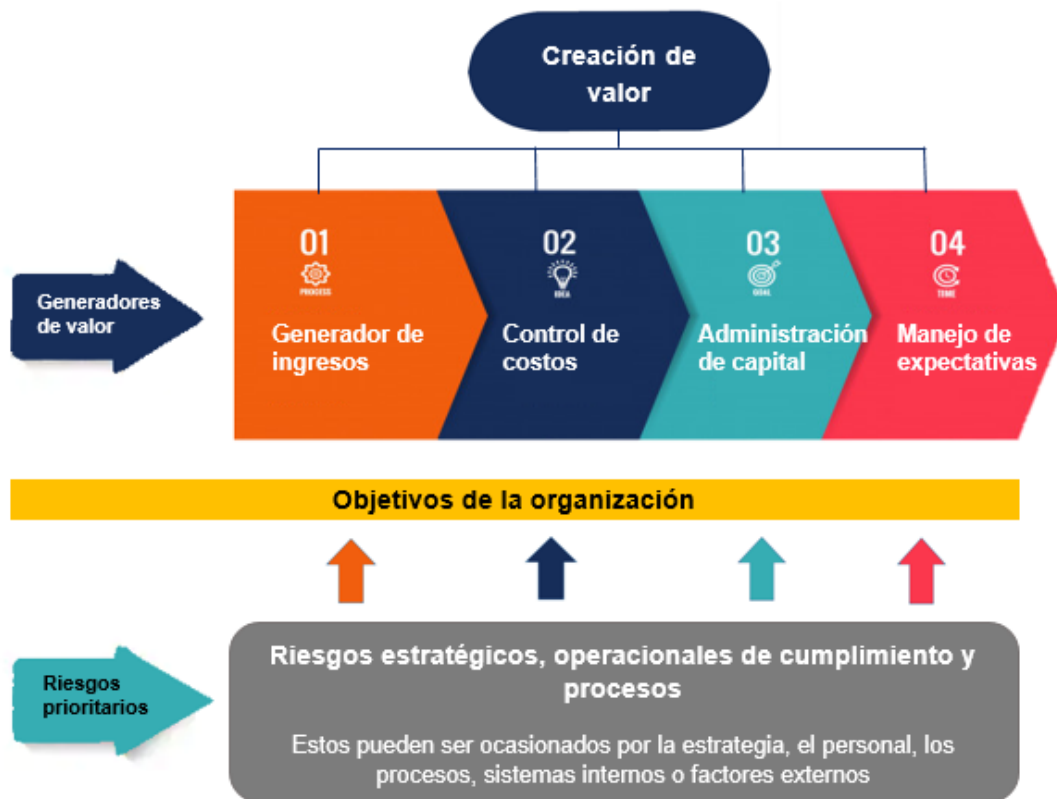 Creación de
valor
01
PROCESS
02
IDEA
03
GOAL
04
TIME
Generadores
de valor
Generador de
ingresos
Control de
costos
Administración
de capital
Manejo de
expectativas
Objetivos de la organización
Riesgos
prioritarios
Riesgos estratégicos, operacionales de cumplimiento y
procesos
Estos pueden ser ocasionados por la estrategia, el personal, los
procesos, sistemas internos o factores externos